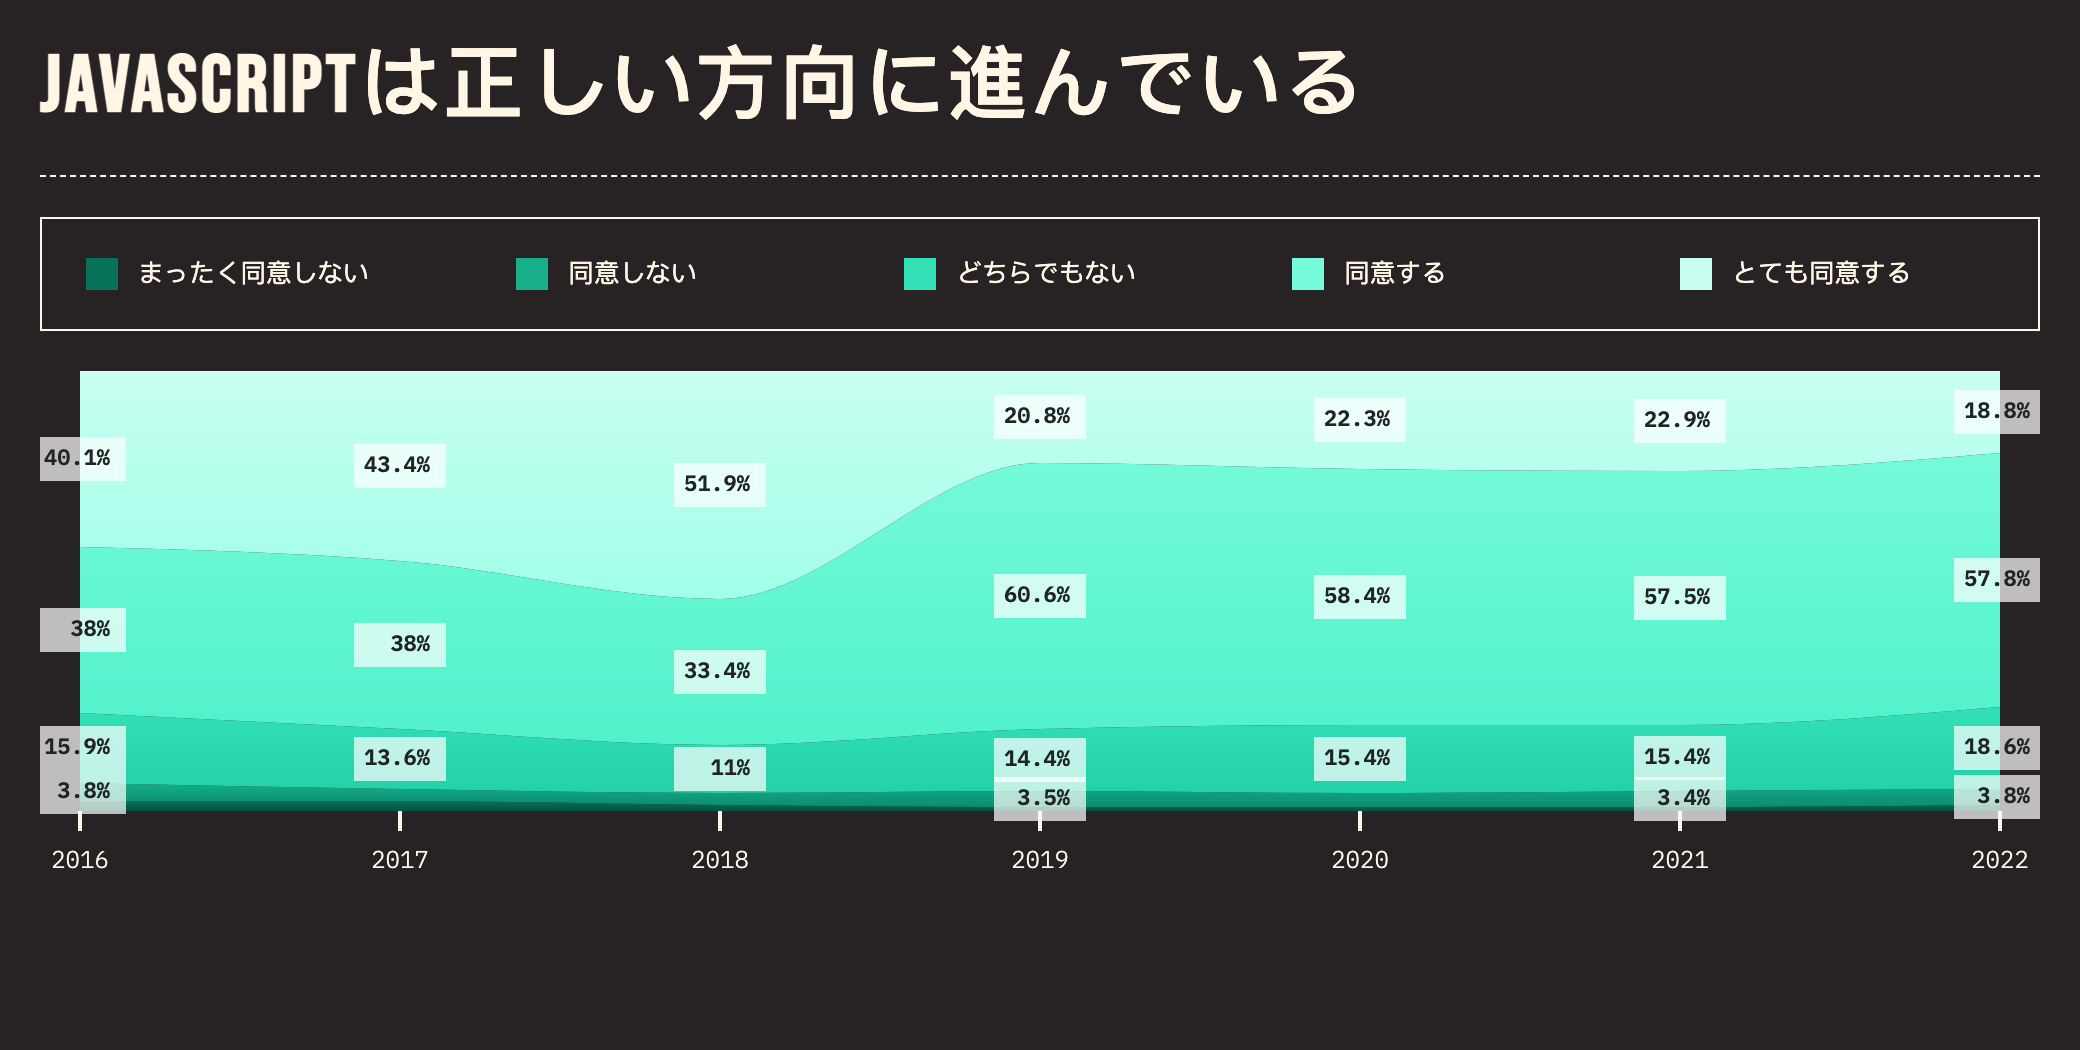 JAVASCRIPTは正しい方向に進んでいる
まったく同意しない 同意しない どちらでもない 同意する とても同意する
40.1% 43.4% 51.9% 20.8% 22.3% 22.9% 18.8%
38% 38% 33.4% 60.6% 58.4% 57.5% 57.8%
15.9% 13.6% 11% 14.4% 15.4% 15.4% 18.6%
3.8% 3.5% 3.4% 3.8%
2016 2017 2018 2019 2020 2021 2022